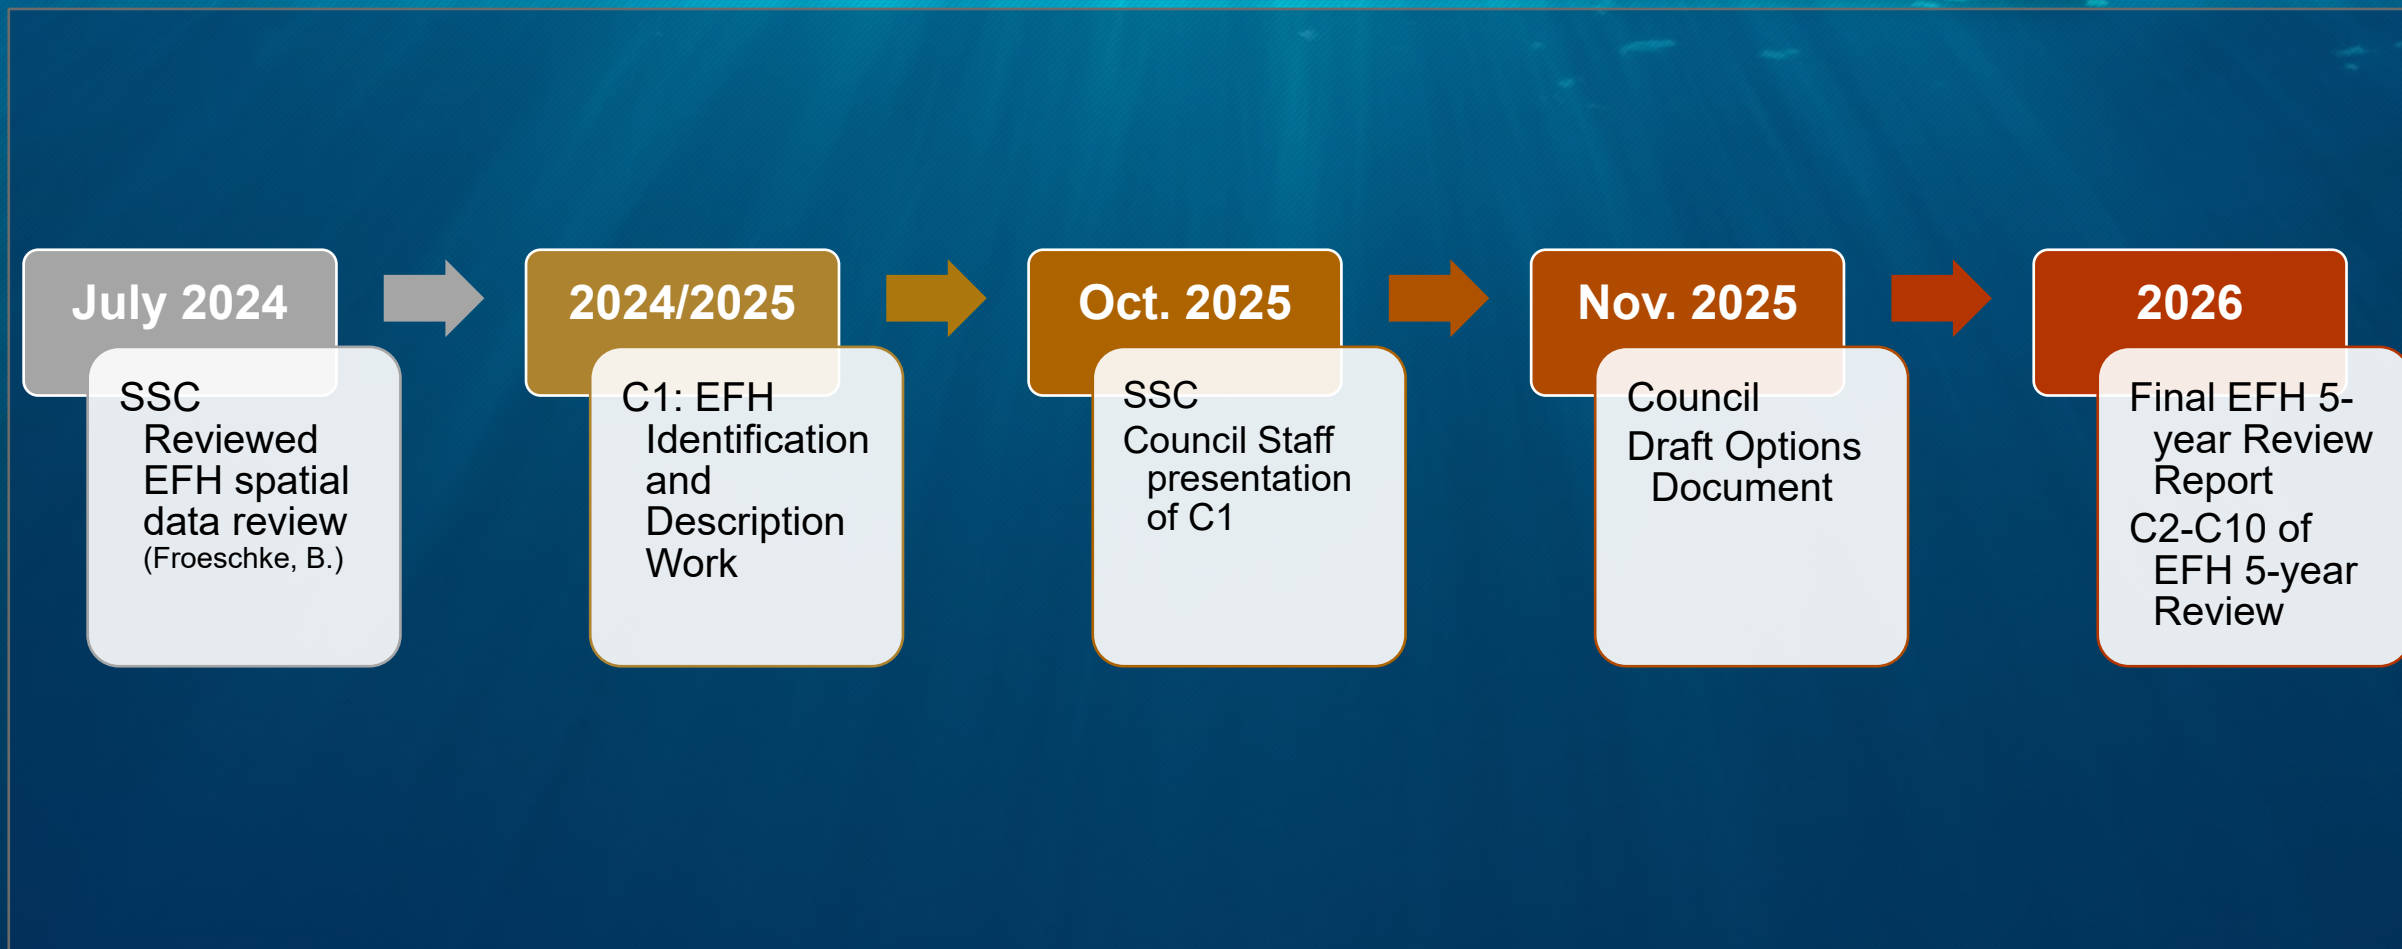 July 2024
SSC
Reviewed
EFH spatial
data review
(Froeschke, B.)
2024/2025
C1: EFH
Identification
and
Description
Work
Oct. 2025
SSC
Council Staff
presentation
of C1
Nov. 2025
Council
Draft Options
Document
2026
Final EFH 5-
year Review
Report
C2-C10 of
EFH 5-year
Review